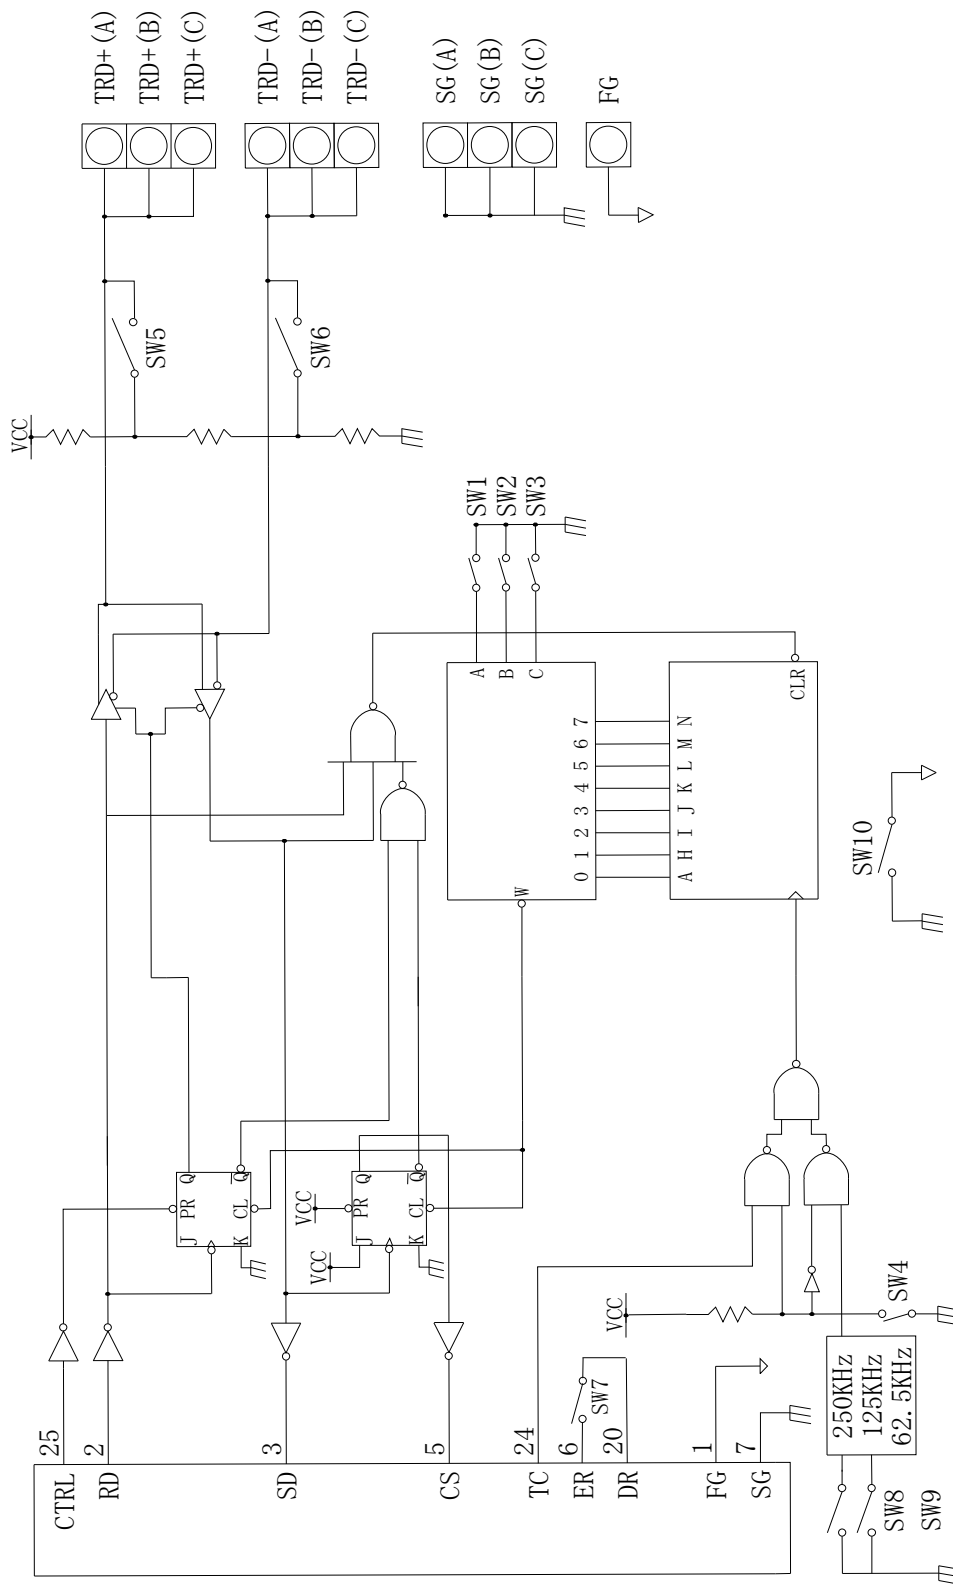 CTRL 25
RD 2
SD 3
CS 5
TC 24
ER 6
DR 20
FG 1
SG 7
SW7
VCC
SW4
250KHz
125KHz
62.5KHz
SW8
SW9
J PR Q
K CL Q
VCC
VCC
J PR Q
K CL Q
W
0 1 2 3 4 5 6 7
A
B
C
SW1
SW2
SW3
A H I J K L M N
CLR
SW10
VCC
SW5
SW6
TRD+(A)
TRD+(B)
TRD+(C)
TRD-(A)
TRD-(B)
TRD-(C)
SG(A)
SG(B)
SG(C)
FG